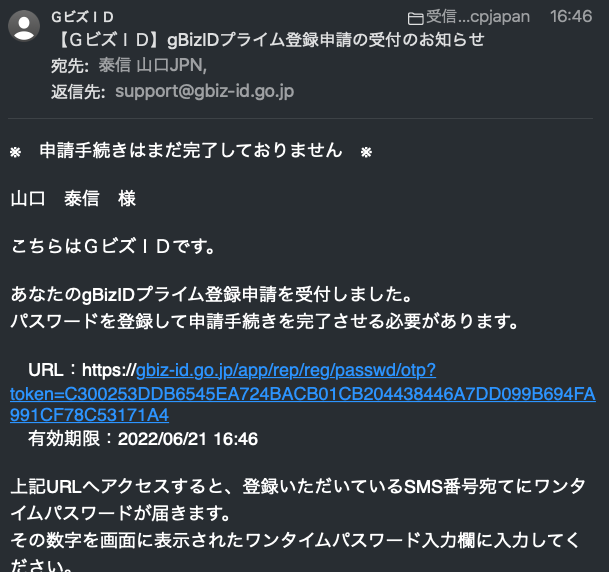 GビズID
受信...cpjapan 16:46
【GビズID】gBizIDプライム登録申請の受付のお知らせ
宛先: 泰信 山口JPN,
返信先: support@gbiz-id.go.jp
※ 申請手続きはまだ完了しておりません ※
山口 泰信 様
こちらはGビズIDです。
あなたのgBizIDプライム登録申請を受付しました。
パスワードを登録して申請手続きを完了させる必要があります。
URL：https://gbiz-id.go.jp/app/rep/reg/passwd/otp?
token=C300253DDB6545EA724BACB01CB204438446A7DD099B694FA
991CF78C53171A4
有効期限：2022/06/21 16:46
上記URLへアクセスすると、登録いただいているSMS番号宛てにワンタ
イムパスワードが届きます。
その数字を画面に表示されたワンタイムパスワード入力欄に入力してく
ださい。